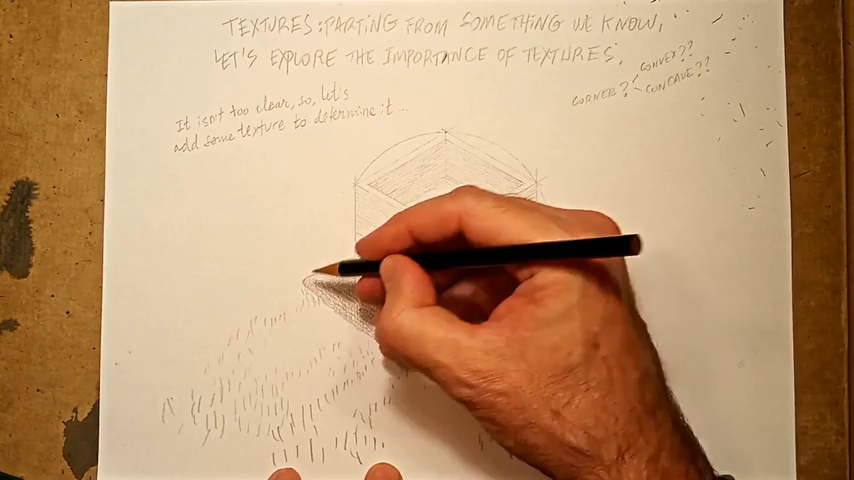 TEXTURES: PARTING FROM SOMETHING WE KNOW,
LET'S EXPLORE THE IMPORTANCE OF TEXTURES.
It isn't too clear, so, let's
add some texture to determine it...
CONVEX??
CORNER?
CONCAVE??